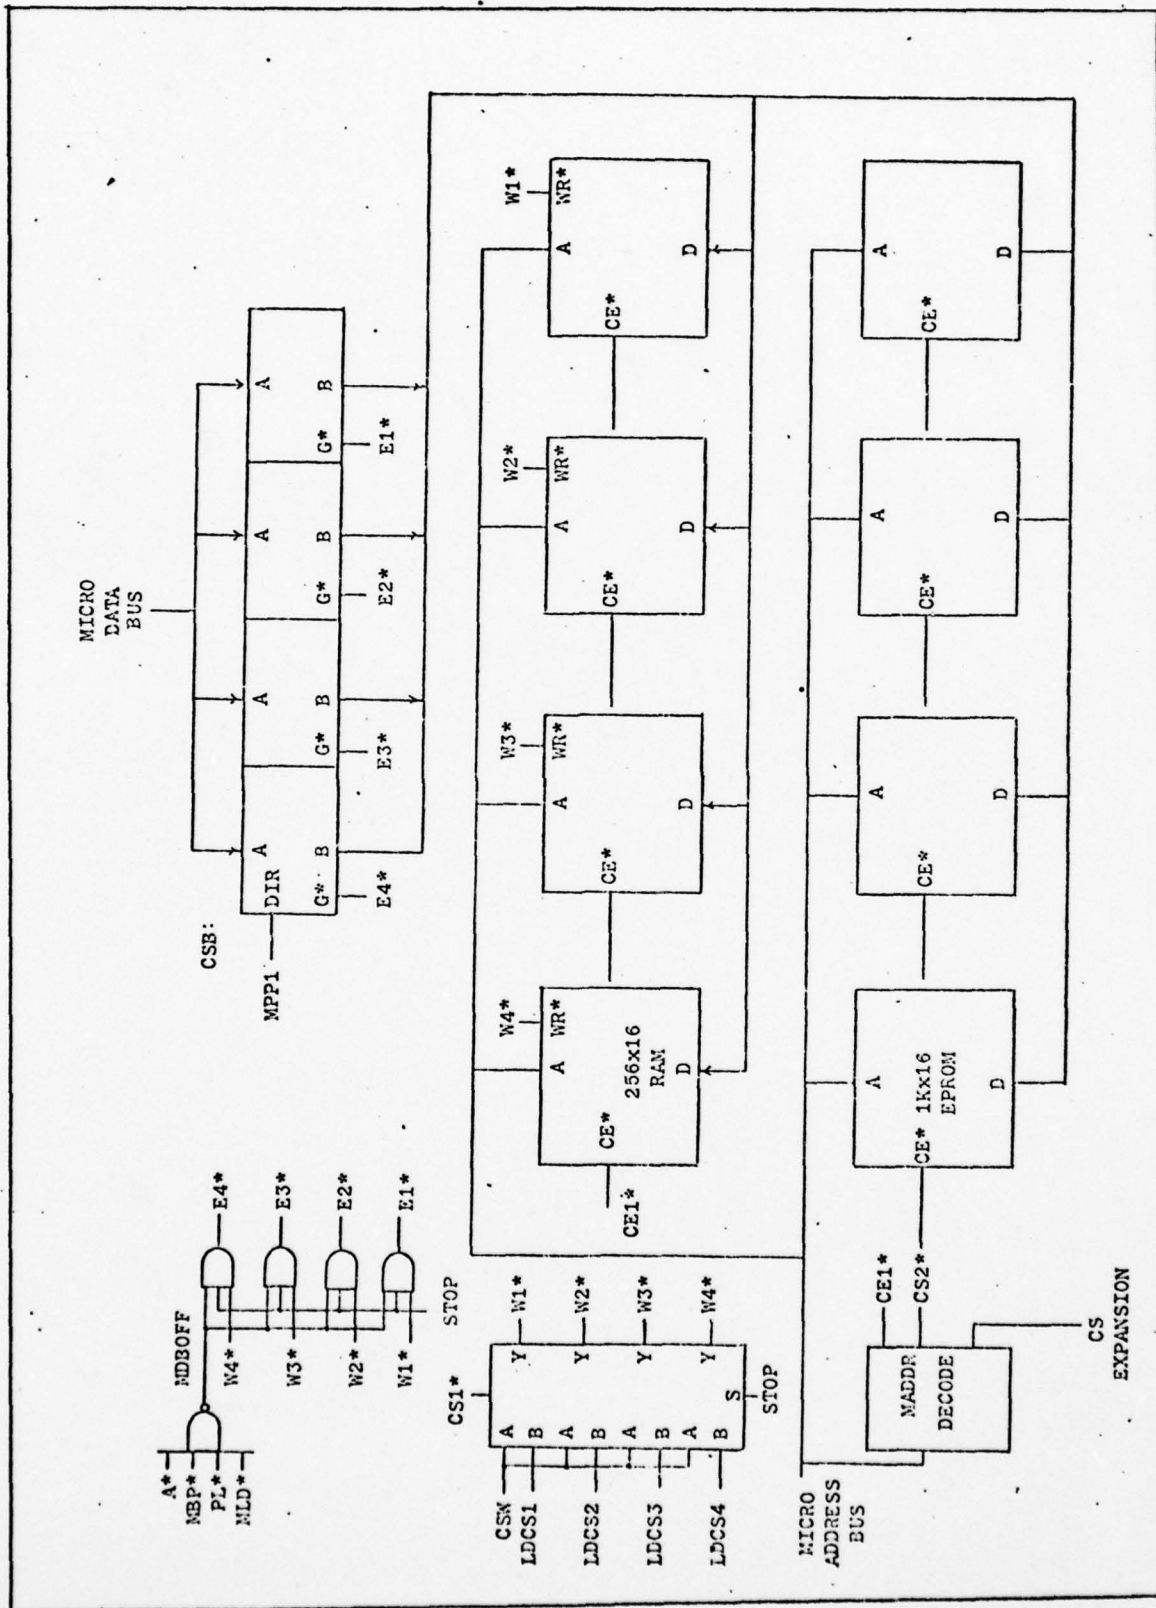 MICRO
DATA
BUS
CSB:
MPP1
DIR
A
A
A
A
G*
B
G*
B
G*
B
G*
B
E4*
E3*
E2*
E1*
A*
MBP*
PL*
MLD*
MDBOFF
W4*
W3*
W2*
W1*
STOP
E4*
E3*
E2*
E1*
W4*
W3*
W2*
W1*
A
WR*
A
WR*
A
WR*
A
WR*
CE1*
CE*
CE*
CE*
CE*
256x16
RAM
D
D
D
D
CS1*
CSW
LDCS1
LDCS2
LDCS3
LDCS4
A
B
A
B
A
B
A
B
Y
Y
Y
Y
S
STOP
W1*
W2*
W3*
W4*
MICRO
ADDRESS
BUS
MADDR
DECODE
CE1*
CS2*
CS
EXPANSION
A
A
A
A
CE*
CE*
CE*
CE*
1Kx16
EPROM
D
D
D
D